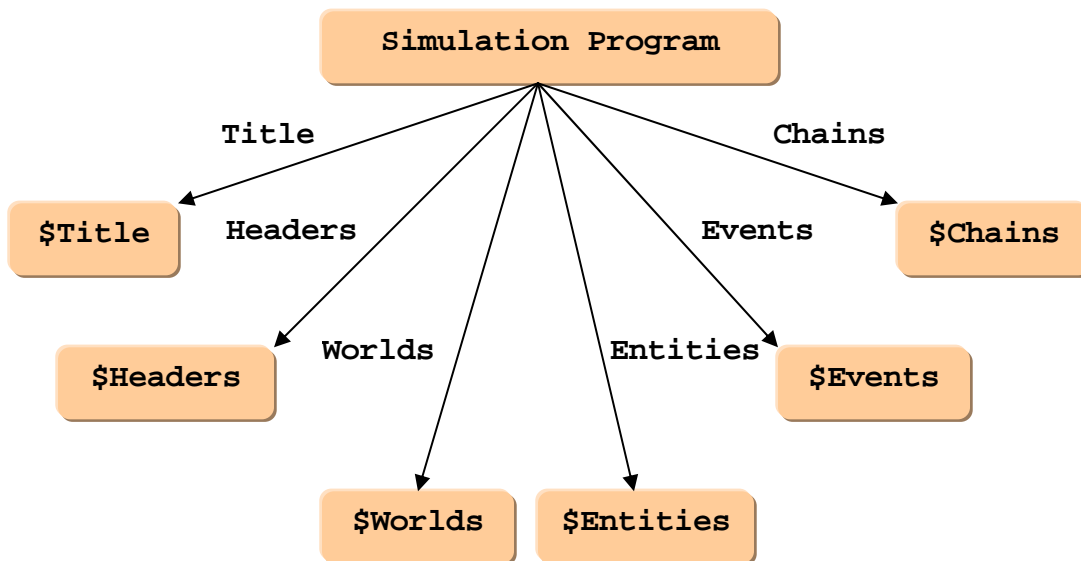 Simulation Program
Title
Chains
$Title
Headers
Events
$Chains
$Headers
Worlds
Entities
$Events
$Worlds
$Entities